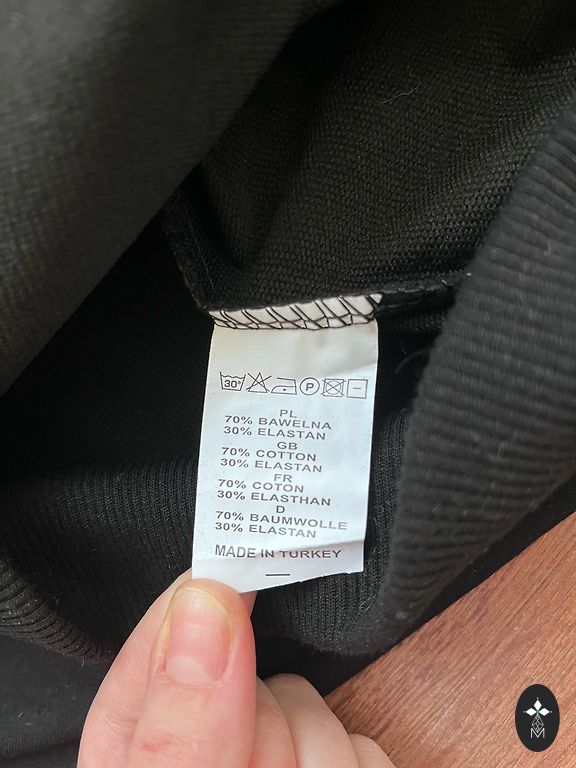 30°
P
PL
70% BAWELNA
30% ELASTAN
GB
70% COTTON
30% ELASTAN
FR
70% COTON
30% ELASTHAN
D
70% BAUMWOLLE
30% ELASTAN
MADE IN TURKEY
M